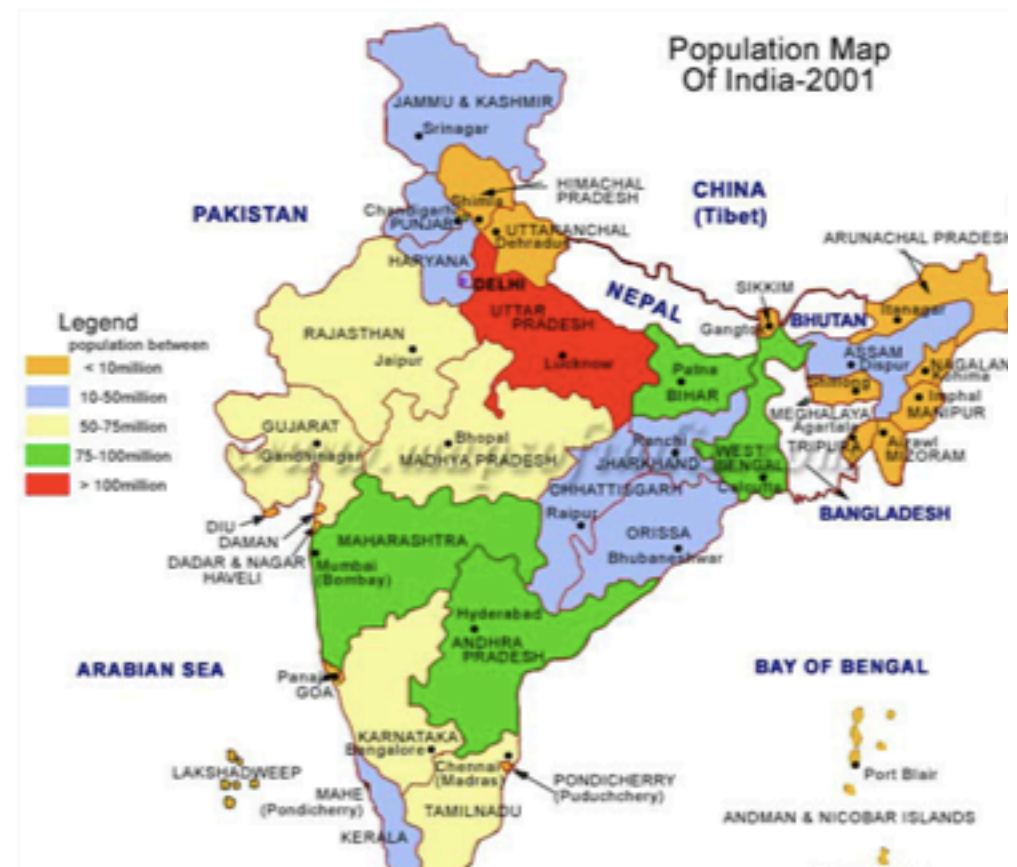 Population Map
Of India-2001
JAMMU & KASHMIR
Srinagar
HIMACHAL
PRADESH
CHINA
(Tibet)
PAKISTAN
Shimla
Chandigarh
PUNJAB
UTTARANCHAL
Dehradun
ARUNACHAL PRADESH
HARYANA
DELHI
SIKKIM
NEPAL
Gangtok
BHUTAN
Itanagar
Legend
population between
< 10million
10-50million
50-75million
75-100million
> 100million
RAJASTHAN
Jaipur
UTTAR
PRADESH
Lucknow
Patna
BIHAR
ASSAM
Dispur
NAGALAN
Kohima
Shillong
Imphal
MEGHALAYA
MANIPUR
Agartala
TRIPURA
Aizawl
MIZORAM
GUJARAT
Gandhinagar
Bhopal
MADHYA PRADESH
Ranchi
JHARKHAND
WEST
BENGAL
Calcutta
CHHATTISGARH
Raipur
BANGLADESH
DIU
DAMAN
DADAR & NAGAR
HAVELI
MAHARASHTRA
Mumbai
(Bombay)
ORISSA
Bhubaneshwar
Hyderabad
ANDHRA
PRADESH
ARABIAN SEA
Panaji
GOA
BAY OF BENGAL
KARNATAKA
Bangalore
Chennai
(Madras)
LAKSHADWEEP
MAHE
(Pondicherry)
PONDICHERRY
(Puduchchery)
Port Blair
TAMILNADU
ANDMAN & NICOBAR ISLANDS
KERALA